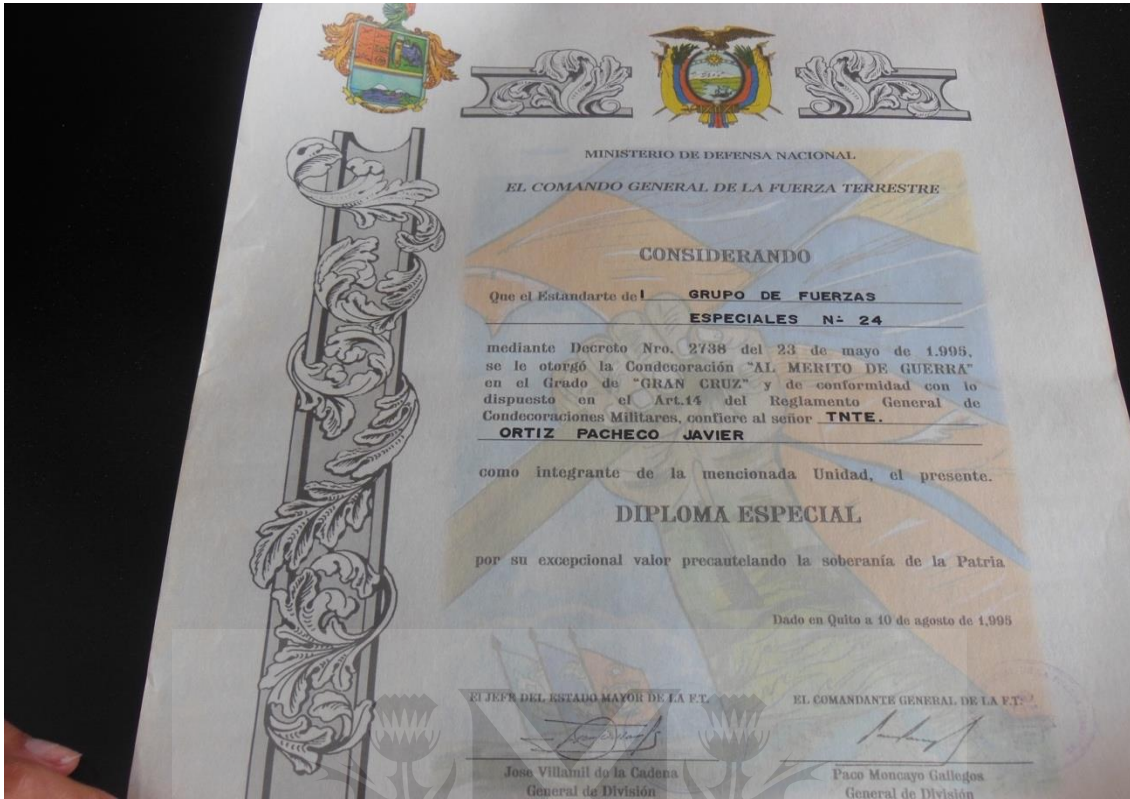 MINISTERIO DE DEFENSA NACIONAL
EL COMANDO GENERAL DE LA FUERZA TERRESTRE
CONSIDERANDO
Que el Estandarte del GRUPO DE FUERZAS
ESPECIALES Nº 24
mediante Decreto Nro. 2738 del 23 de mayo de 1.995,
se le otorgó la Condecoración "AL MERITO DE GUERRA"
en el Grado de "GRAN CRUZ" y de conformidad con lo
dispuesto en el Art.14 del Reglamento General de
Condecoraciones Militares, confiere al señor TNTE.
ORTIZ PACHECO JAVIER
como integrante de la mencionada Unidad, el presente.
DIPLOMA ESPECIAL
por su excepcional valor precautelando la soberanía de la Patria
Dado en Quito a 10 de agosto de 1,995
El JEFE DEL ESTADO MAYOR DE LA F.T. EL COMANDANTE GENERAL DE LA F.T.
Jose Villamil de la Cadena Paco Moncayo Gallegos
General de División General de División